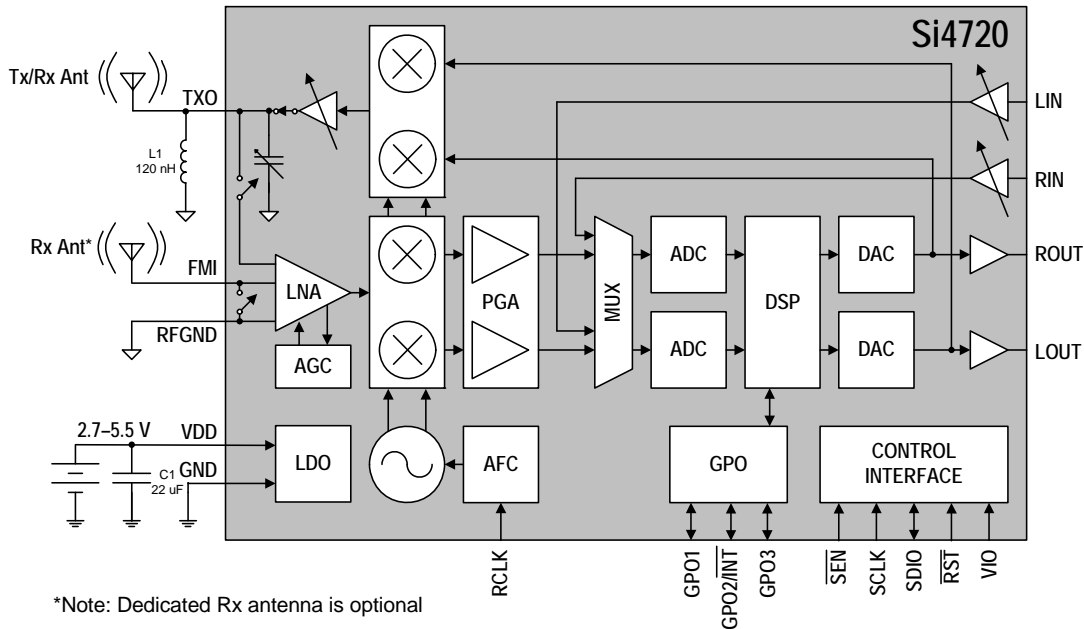 Si4720
Tx/Rx Ant
TXO
L1
120 nH
LIN
RIN
Rx Ant*
FMI
RFGND
LNA
AGC
PGA
MUX
ADC
ADC
DSP
DAC
DAC
ROUT
LOUT
2.7–5.5 V
VDD
C1
22 uF
GND
LDO
AFC
GPO
CONTROL
INTERFACE
RCLK
GPO1
GPO2/INT
GPO3
SEN
SCLK
SDIO
RST
VIO
*Note: Dedicated Rx antenna is optional